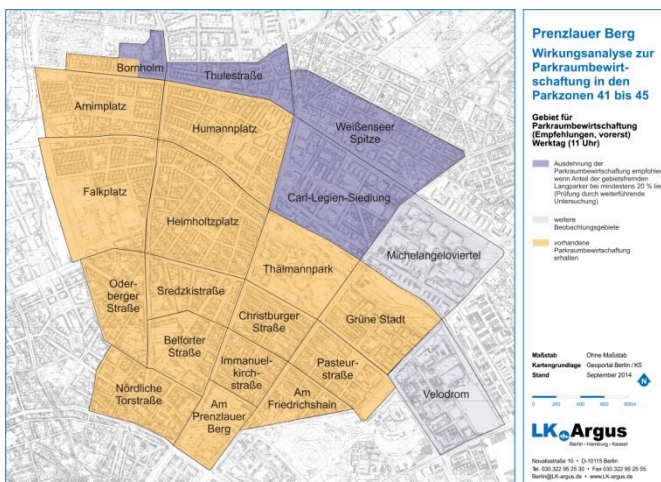 Bornholm
Thulestraße
Arnimplatz
Humannplatz
Weißenseer
Spitze
Falkplatz
Carl-Legien-Siedlung
Helmholtzplatz
Michelangeloviertel
Thälmannpark
Oder-
berger
Straße
Sredzkistraße
Christburger
Straße
Grüne Stadt
Belforter
Straße
Immanuel-
kirch-
straße
Pasteur-
straße
Nördliche
Torstraße
Am
Prenzlauer
Berg
Am
Friedrichshain
Velodrom
Prenzlauer Berg
Wirkungsanalyse zur
Parkraumbewirt-
schaftung in den
Parkzonen 41 bis 45
Gebiet für
Parkraumbewirtschaftung
(Empfehlungen, vorerst)
Werktag (11 Uhr)
Ausdehnung der
Parkraumbewirtschaftung empfohlen
wenn Anteil der gebietsfremden
Langparker bei mindestens 20 % lie
(Prüfung durch weiterführende
Untersuchung)
weitere
Beobachtungsgebiete
vorhandene
Parkraumbewirtschaftung
erhalten
Maßstab Ohne Maßstab
Kartengrundlage Geoportal Berlin / K5
Stand September 2014
N
0 200 400 600 800m
LK Argus
Berlin • Hamburg • Kassel
Novalisstraße 10 • D-10115 Berlin
Tel. 030.322 95 25 30 • Fax 030.322 95 25 55
Berlin@LK-argus.de • www.LK-argus.de